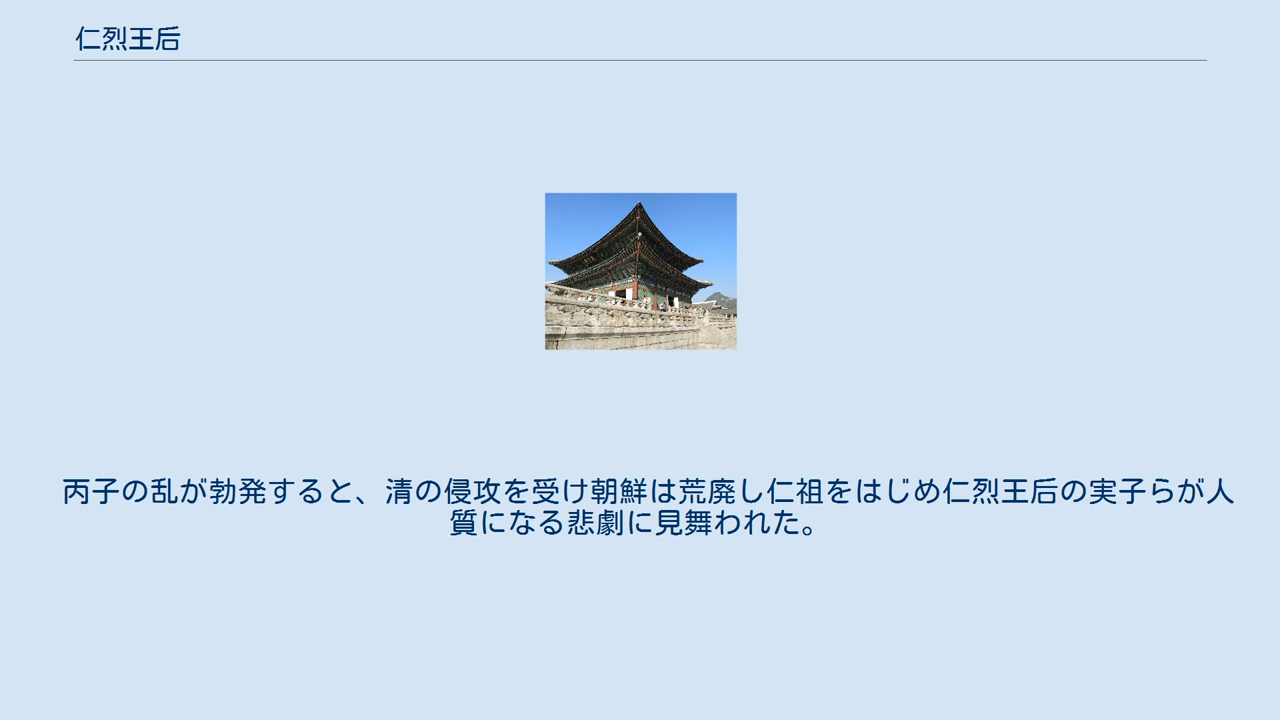 仁烈王后
丙子の乱が勃発すると、清の侵攻を受け朝鮮は荒廃し仁祖をはじめ仁烈王后の実子らが人
質になる悲劇に見舞われた。